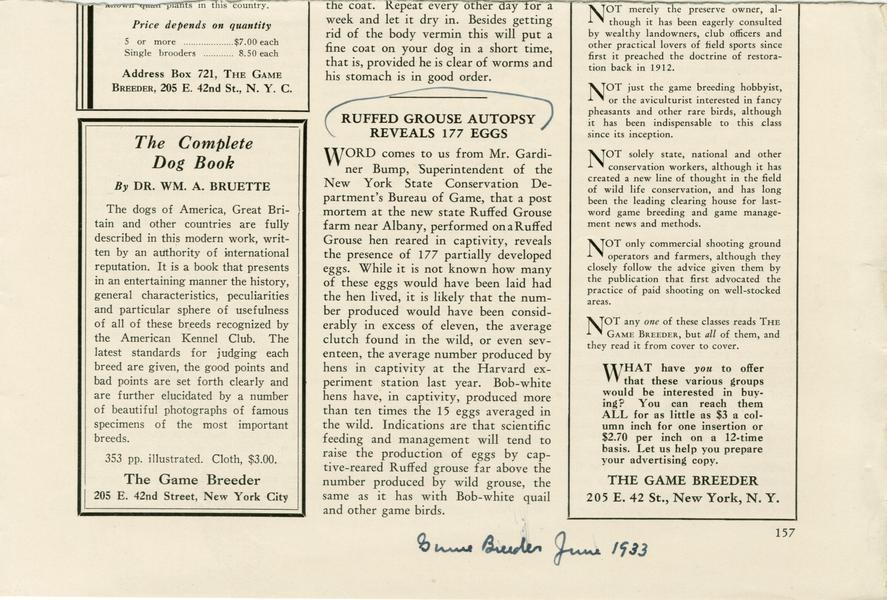 known quail plants in this country.
Price depends on quantity
5 or more ................$7.00 each
Single brooders ........... 8.50 each
Address Box 721, THE GAME
BREEDER, 205 E. 42nd St., N. Y. C.
The Complete
Dog Book
By DR. WM. A. BRUETTE
The dogs of America, Great Bri-
tain and other countries are fully
described in this modern work, writ-
ten by an authority of international
reputation. It is a book that presents
in an entertaining manner the history,
general characteristics, peculiarities
and particular sphere of usefulness
of all of these breeds recognized by
the American Kennel Club. The
latest standards for judging each
breed are given, the good points and
bad points are set forth clearly and
are further elucidated by a number
of beautiful photographs of famous
specimens of the most important
breeds.
353 pp. illustrated. Cloth, $3.00.
The Game Breeder
205 E. 42nd Street, New York City
the coat. Repeat every other day for a
week and let it dry in. Besides getting
rid of the body vermin this will put a
fine coat on your dog in a short time,
that is, provided he is clear of worms and
his stomach is in good order.
RUFFED GROUSE AUTOPSY
REVEALS 177 EGGS
WORD comes to us from Mr. Gardi-
ner Bump, Superintendent of the
New York State Conservation De-
partment's Bureau of Game, that a post
mortem at the new state Ruffed Grouse
farm near Albany, performed on a Ruffed
Grouse hen reared in captivity, reveals
the presence of 177 partially developed
eggs. While it is not known how many
of these eggs would have been laid had
the hen lived, it is likely that the num-
ber produced would have been consid-
erably in excess of eleven, the average
clutch found in the wild, or even sev-
enteen, the average number produced by
hens in captivity at the Harvard ex-
periment station last year. Bob-white
hens have, in captivity, produced more
than ten times the 15 eggs averaged in
the wild. Indications are that scientific
feeding and management will tend to
raise the production of eggs by cap-
tive-reared Ruffed grouse far above the
number produced by wild grouse, the
same as it has with Bob-white quail
and other game birds.
NOT merely the preserve owner, al-
though it has been eagerly consulted
by wealthy landowners, club officers and
other practical lovers of field sports since
first it preached the doctrine of restora-
tion back in 1912.
NOT just the game breeding hobbyist,
or the aviculturist interested in fancy
pheasants and other rare birds, although
it has been indispensable to this class
since its inception.
NOT solely state, national and other
conservation workers, although it has
created a new line of thought in the field
of wild life conservation, and has long
been the leading clearing house for last-
word game breeding and game manage-
ment news and methods.
NOT only commercial shooting ground
operators and farmers, although they
closely follow the advice given them by
the publication that first advocated the
practice of paid shooting on well-stocked
areas.
NOT any one of these classes reads THE
GAME BREEDER, but all of them, and
they read it from cover to cover.
WHAT have you to offer
that these various groups
would be interested in buy-
ing? You can reach them
ALL for as little as $3 a col-
umn inch for one insertion or
$2.70 per inch on a 12-time
basis. Let us help you prepare
your advertising copy.
THE GAME BREEDER
205 E. 42 St., New York, N. Y.
157
Game Breeder June 1933